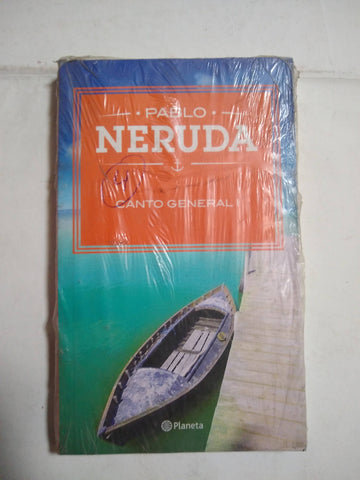 PABLO
NERUDA
CANTO GENERAL I
Planeta